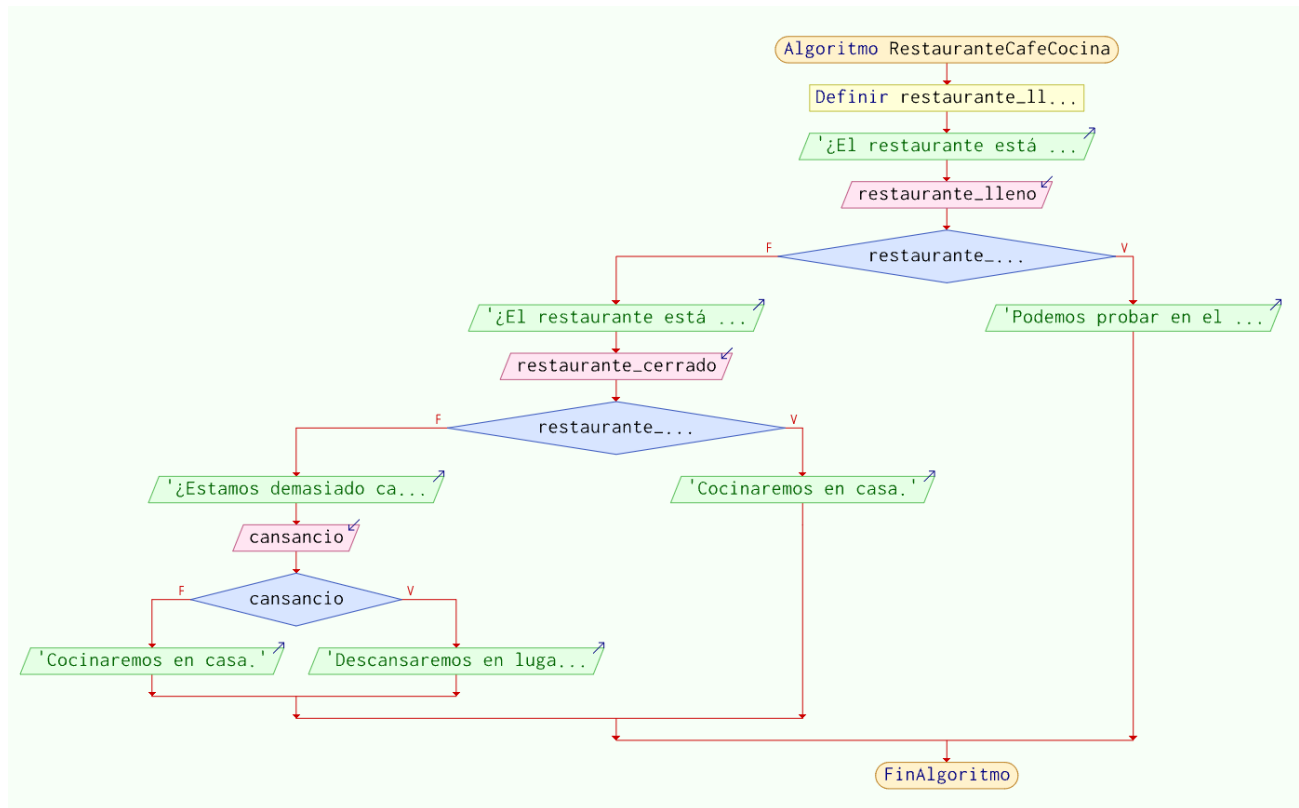 Algoritmo RestauranteCafeCocina
Definir restaurante_ll...
'¿El restaurante está ...
restaurante_lleno
F
V
restaurante_...
'¿El restaurante está ...
'Podemos probar en el ...
restaurante_cerrado
F
V
restaurante_...
'¿Estamos demasiado ca...
'Cocinaremos en casa.'
cansancio
F
V
cansancio
'Cocinaremos en casa.'
'Descansaremos en luga...
FinAlgoritmo